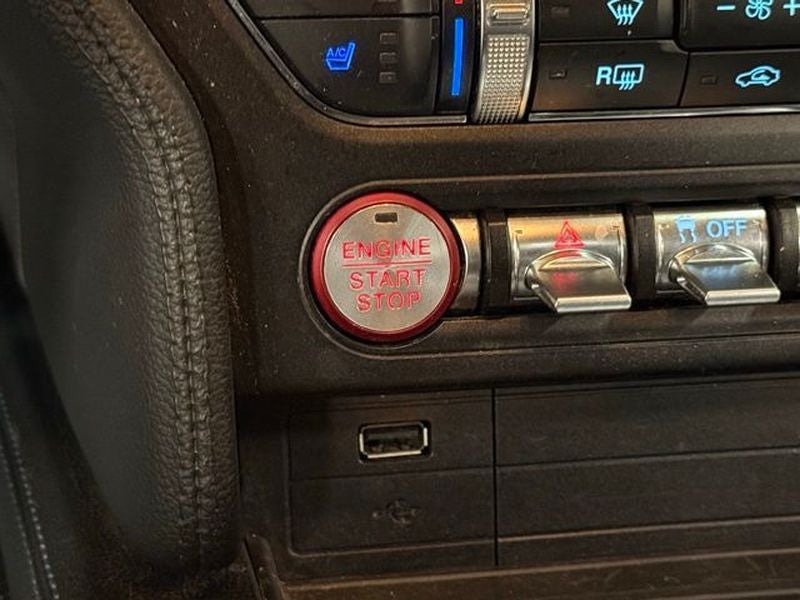 A/C
R
OFF
ENGINE
START
STOP